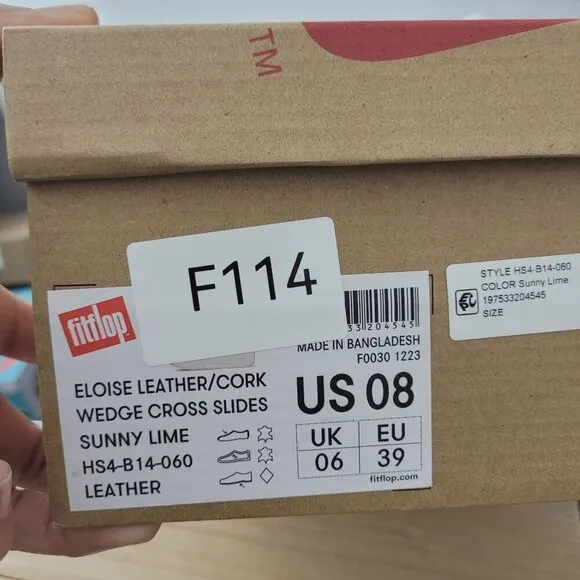 TM
F114
fitflop
33204545
MADE IN BANGLADESH
F0030 1223
ELOISE LEATHER/CORK
WEDGE CROSS SLIDES
SUNNY LIME
HS4-B14-060
LEATHER
US 08
UK EU
06 39
fitflop.com
STYLE HS4-B14-060
COLOR Sunny Lime
197533204545
SIZE